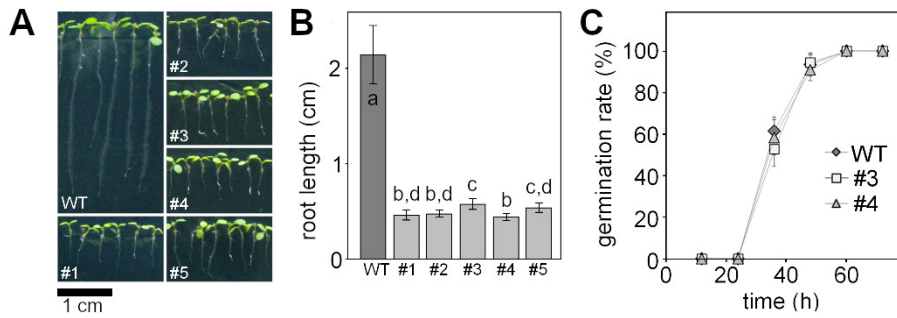 A
WT
#2
#3
#4
#1
#5
1 cm
B
root length (cm)
2
1
0
a
b,d
b,d
c
b
c,d
WT
#1
#2
#3
#4
#5
C
germination rate (%)
100
80
60
40
20
0
0
20
40
60
time (h)
WT
#3
#4